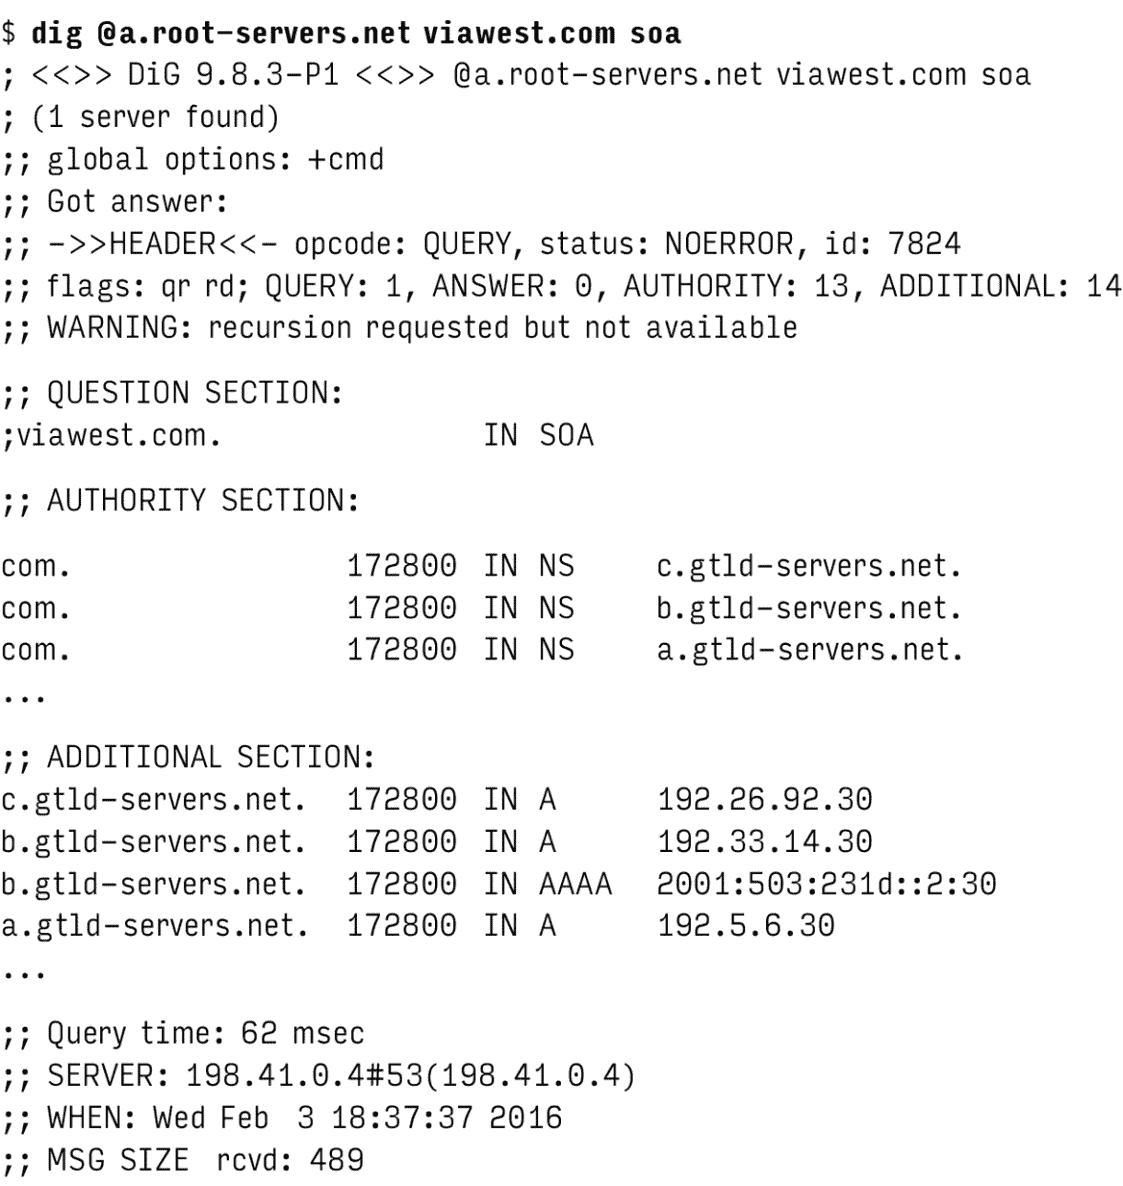 $ dig @a.root-servers.net viawest.com soa
; <<>> DiG 9.8.3-P1 <<>> @a.root-servers.net viawest.com soa
; (1 server found)
;; global options: +cmd
;; Got answer:
;; ->>HEADER<<- opcode: QUERY, status: NOERROR, id: 7824
;; flags: qr rd; QUERY: 1, ANSWER: 0, AUTHORITY: 13, ADDITIONAL: 14
;; WARNING: recursion requested but not available
;; QUESTION SECTION:
;viawest.com. IN SOA
;; AUTHORITY SECTION:
com. 172800 IN NS c.gtld-servers.net.
com. 172800 IN NS b.gtld-servers.net.
com. 172800 IN NS a.gtld-servers.net.
...
;; ADDITIONAL SECTION:
c.gtld-servers.net. 172800 IN A 192.26.92.30
b.gtld-servers.net. 172800 IN A 192.33.14.30
b.gtld-servers.net. 172800 IN AAAA 2001:503:231d::2:30
a.gtld-servers.net. 172800 IN A 192.5.6.30
...
;; Query time: 62 msec
;; SERVER: 198.41.0.4#53(198.41.0.4)
;; WHEN: Wed Feb 3 18:37:37 2016
;; MSG SIZE rcvd: 489